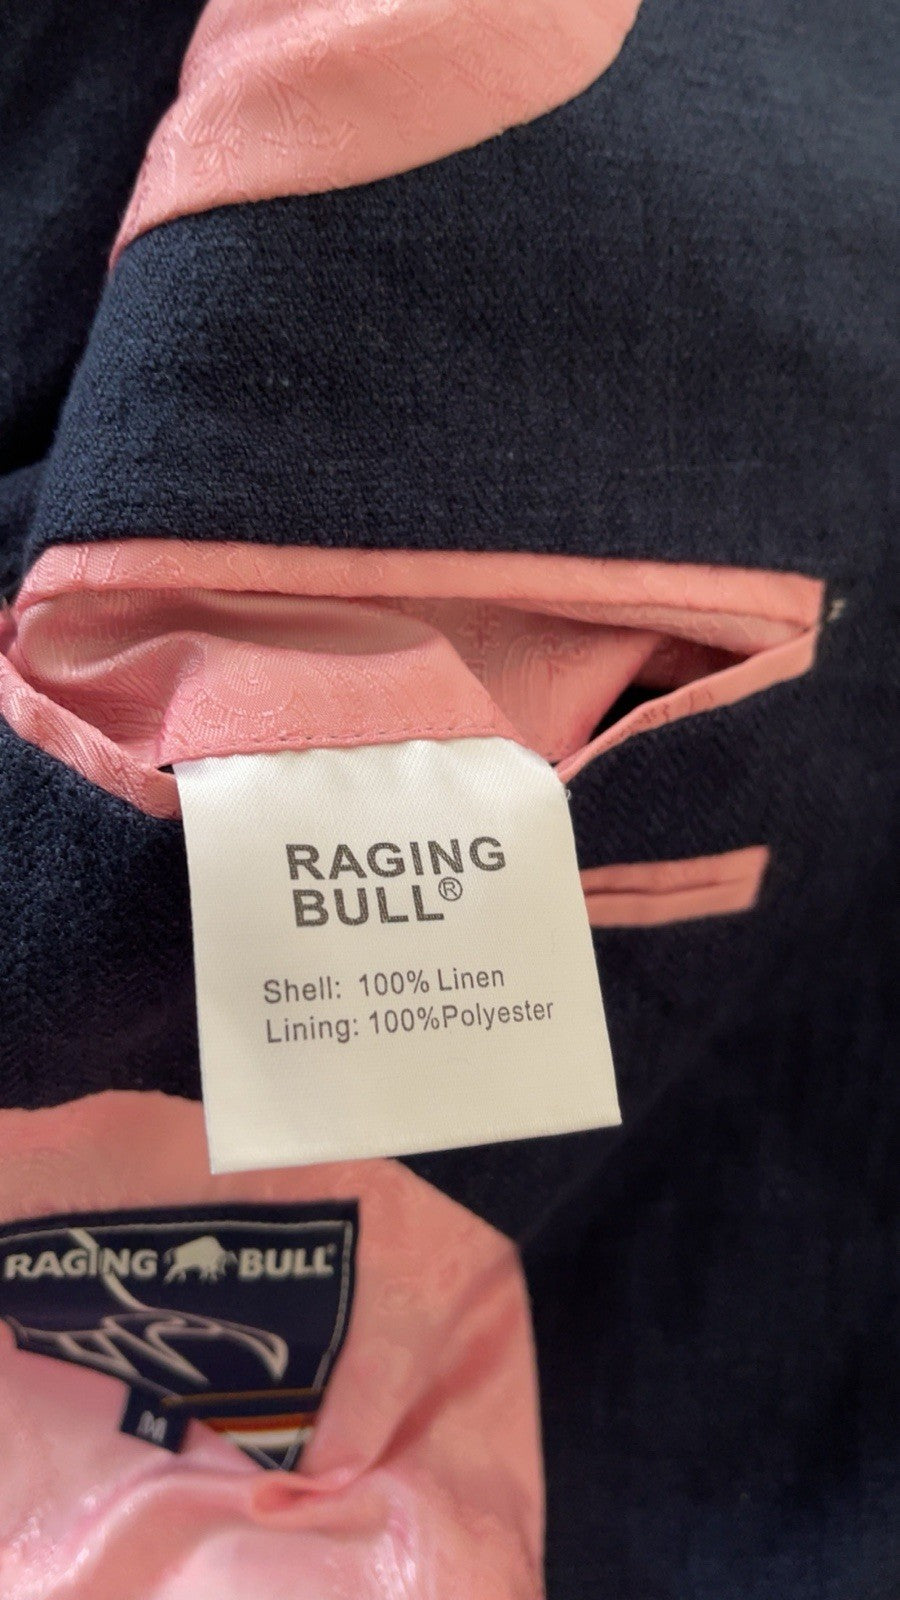 RAGING
BULL®
Shell: 100% Linen
Lining: 100%Polyester
RAGING BULL
M